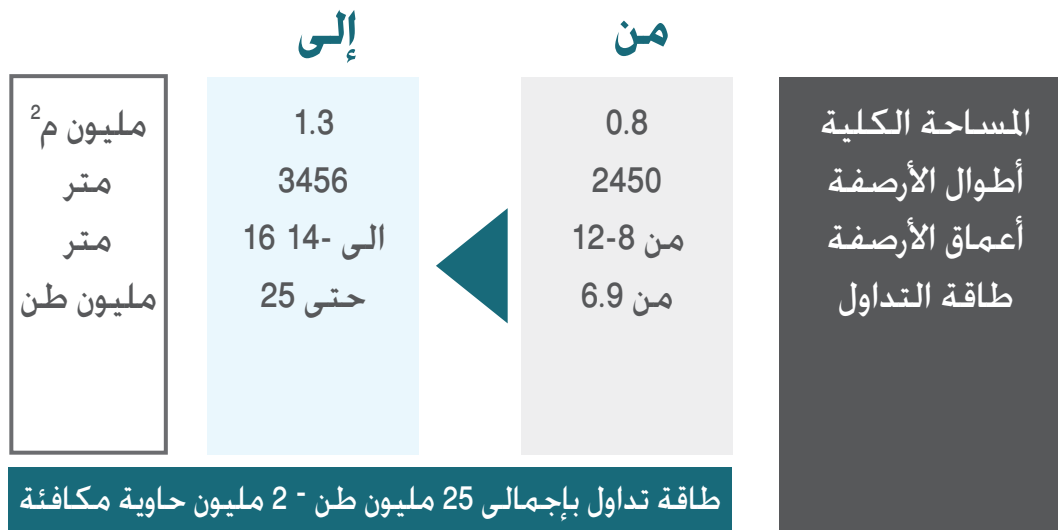 من إلى
المساحة الكلية 0.8 1.3 مليون م²
أطوال الأرصفة 2450 3456 متر
أعماق الأرصفة من 8-12 الى -14 16 متر
طاقة التداول من 6.9 حتى 25 مليون طن
طاقة تداول بإجمالى 25 مليون طن - 2 مليون حاوية مكافئة